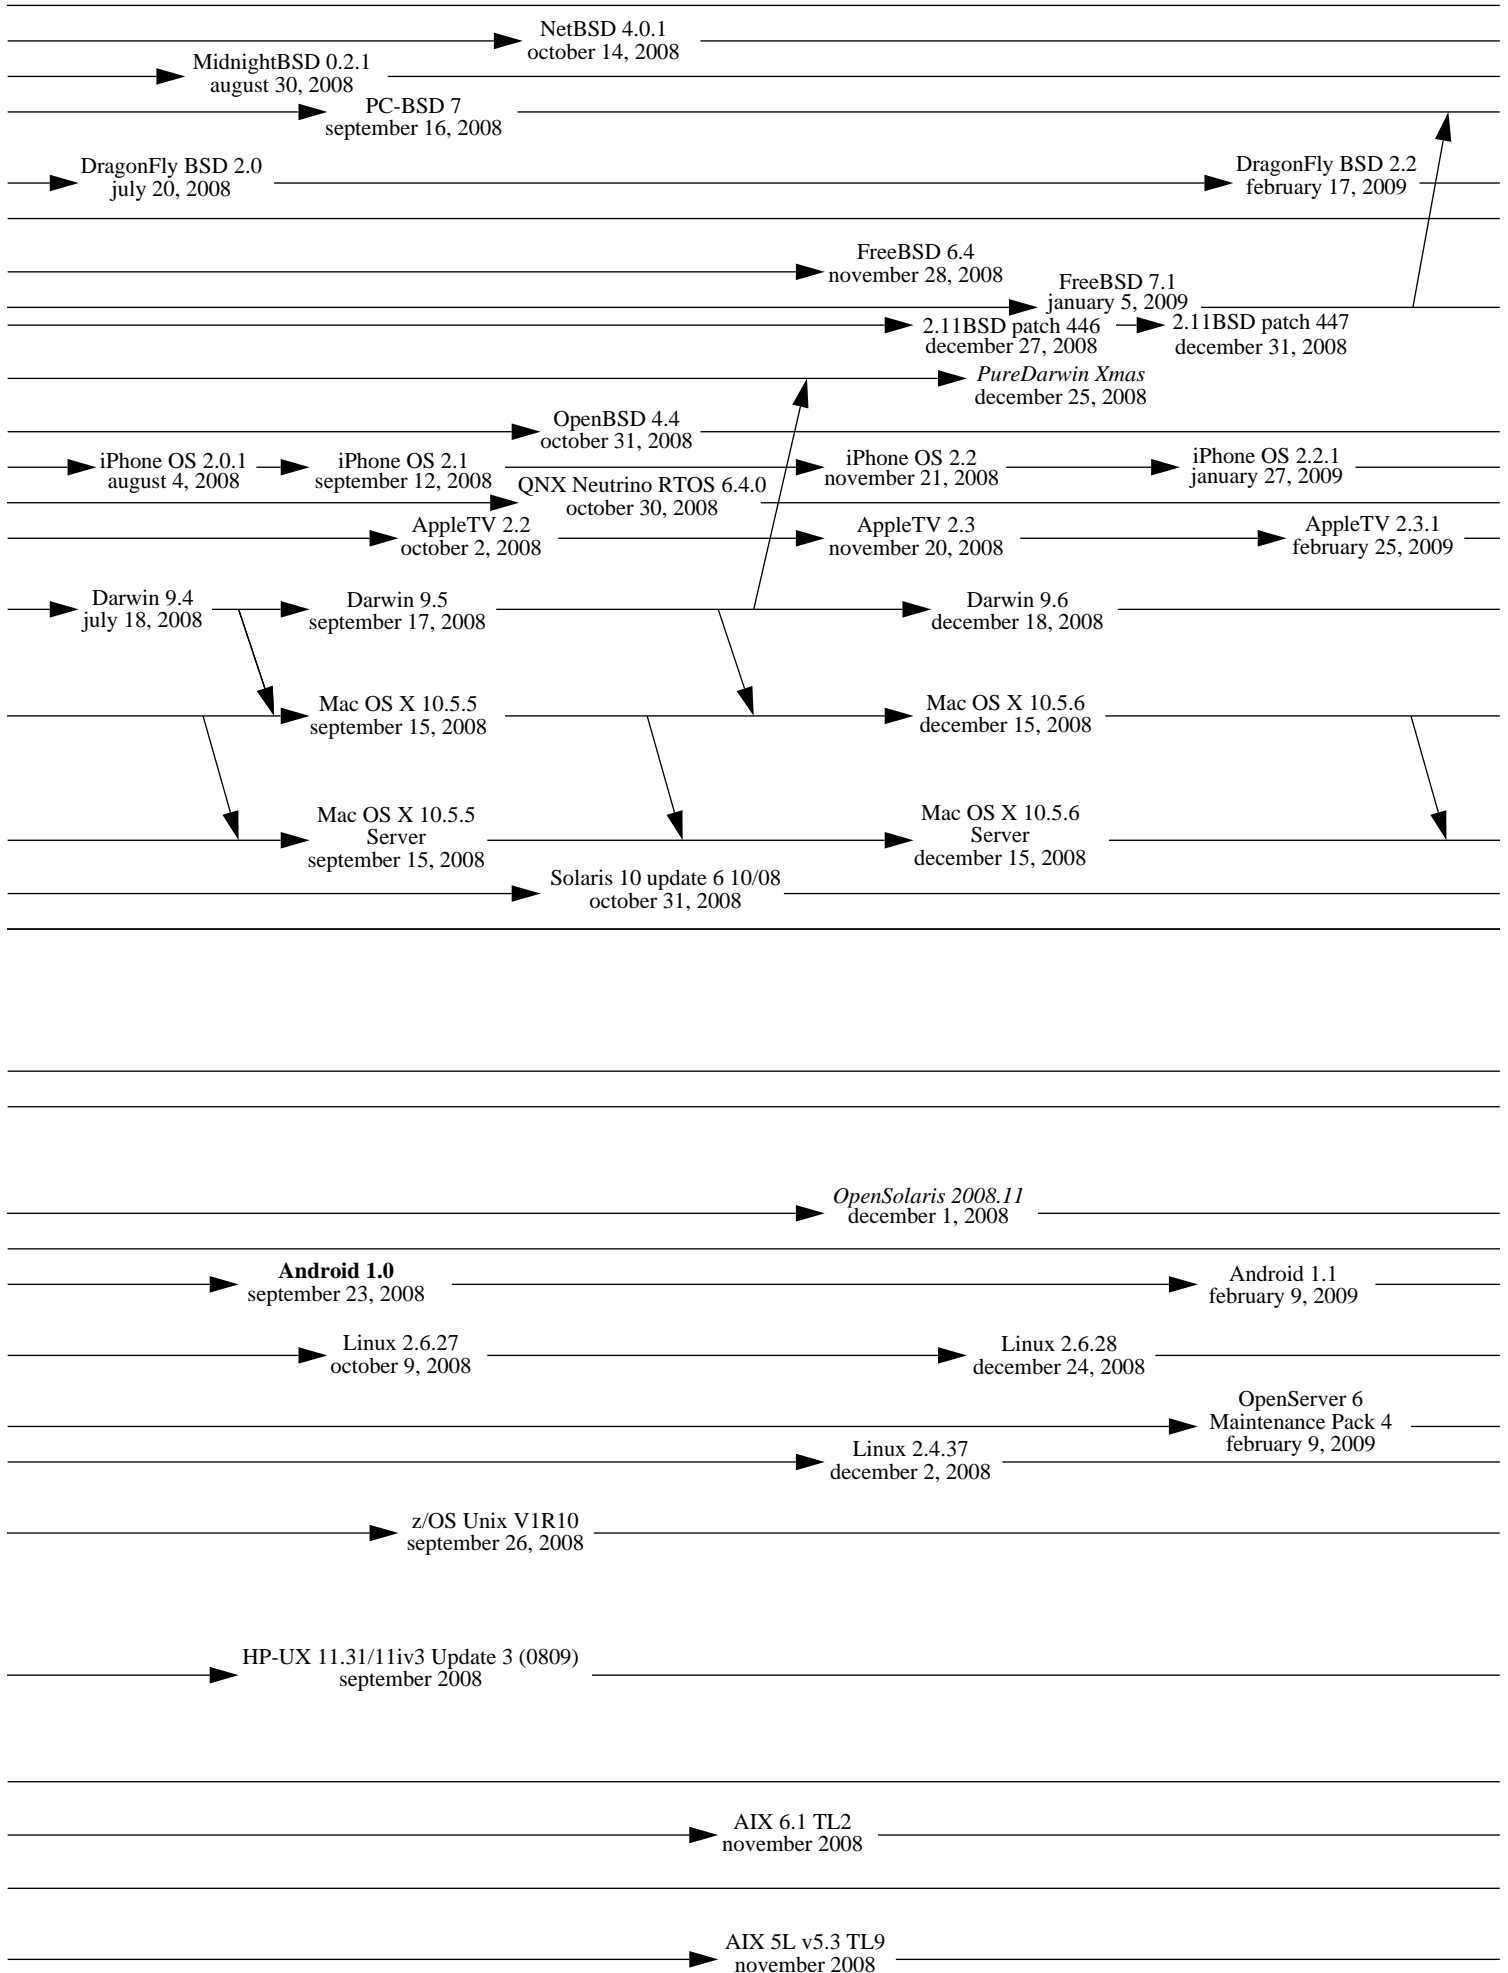 NetBSD 4.0.1
october 14, 2008
MidnightBSD 0.2.1
august 30, 2008
PC-BSD 7
september 16, 2008
DragonFly BSD 2.0
july 20, 2008
DragonFly BSD 2.2
february 17, 2009
FreeBSD 6.4
november 28, 2008
FreeBSD 7.1
january 5, 2009
2.11BSD patch 446
december 27, 2008
2.11BSD patch 447
december 31, 2008
PureDarwin Xmas
december 25, 2008
OpenBSD 4.4
october 31, 2008
iPhone OS 2.0.1
august 4, 2008
iPhone OS 2.1
september 12, 2008
iPhone OS 2.2
november 21, 2008
iPhone OS 2.2.1
january 27, 2009
QNX Neutrino RTOS 6.4.0
october 30, 2008
AppleTV 2.2
october 2, 2008
AppleTV 2.3
november 20, 2008
AppleTV 2.3.1
february 25, 2009
Darwin 9.4
july 18, 2008
Darwin 9.5
september 17, 2008
Darwin 9.6
december 18, 2008
Mac OS X 10.5.5
september 15, 2008
Mac OS X 10.5.6
december 15, 2008
Mac OS X 10.5.5
Server
september 15, 2008
Mac OS X 10.5.6
Server
december 15, 2008
Solaris 10 update 6 10/08
october 31, 2008
OpenSolaris 2008.11
december 1, 2008
Android 1.0
september 23, 2008
Android 1.1
february 9, 2009
Linux 2.6.27
october 9, 2008
Linux 2.6.28
december 24, 2008
OpenServer 6
Maintenance Pack 4
february 9, 2009
Linux 2.4.37
december 2, 2008
z/OS Unix V1R10
september 26, 2008
HP-UX 11.31/11iv3 Update 3 (0809)
september 2008
AIX 6.1 TL2
november 2008
AIX 5L v5.3 TL9
november 2008